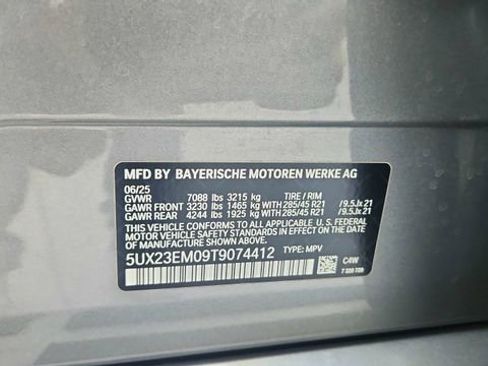 MFD BY BAYERISCHE MOTOREN WERKE AG
06/25
GVWR 7088 lbs 3215 kg TIRE / RIM
GAWR FRONT 3230 lbs 1465 kg WITH 285/45 R21 /9.5Jx21
GAWR REAR 4244 lbs 1925 kg WITH 285/45 R21 /9.5Jx21
THIS VEHICLE CONFORMS TO ALL APPLICABLE
U.S. FEDERAL MOTOR VEHICLE SAFETY
STANDARDS IN EFFECT ON THE DATE OF
MANUFACTURE SHOWN ABOVE.
5UX23EM09T9074412 TYPE: MPV
C4W